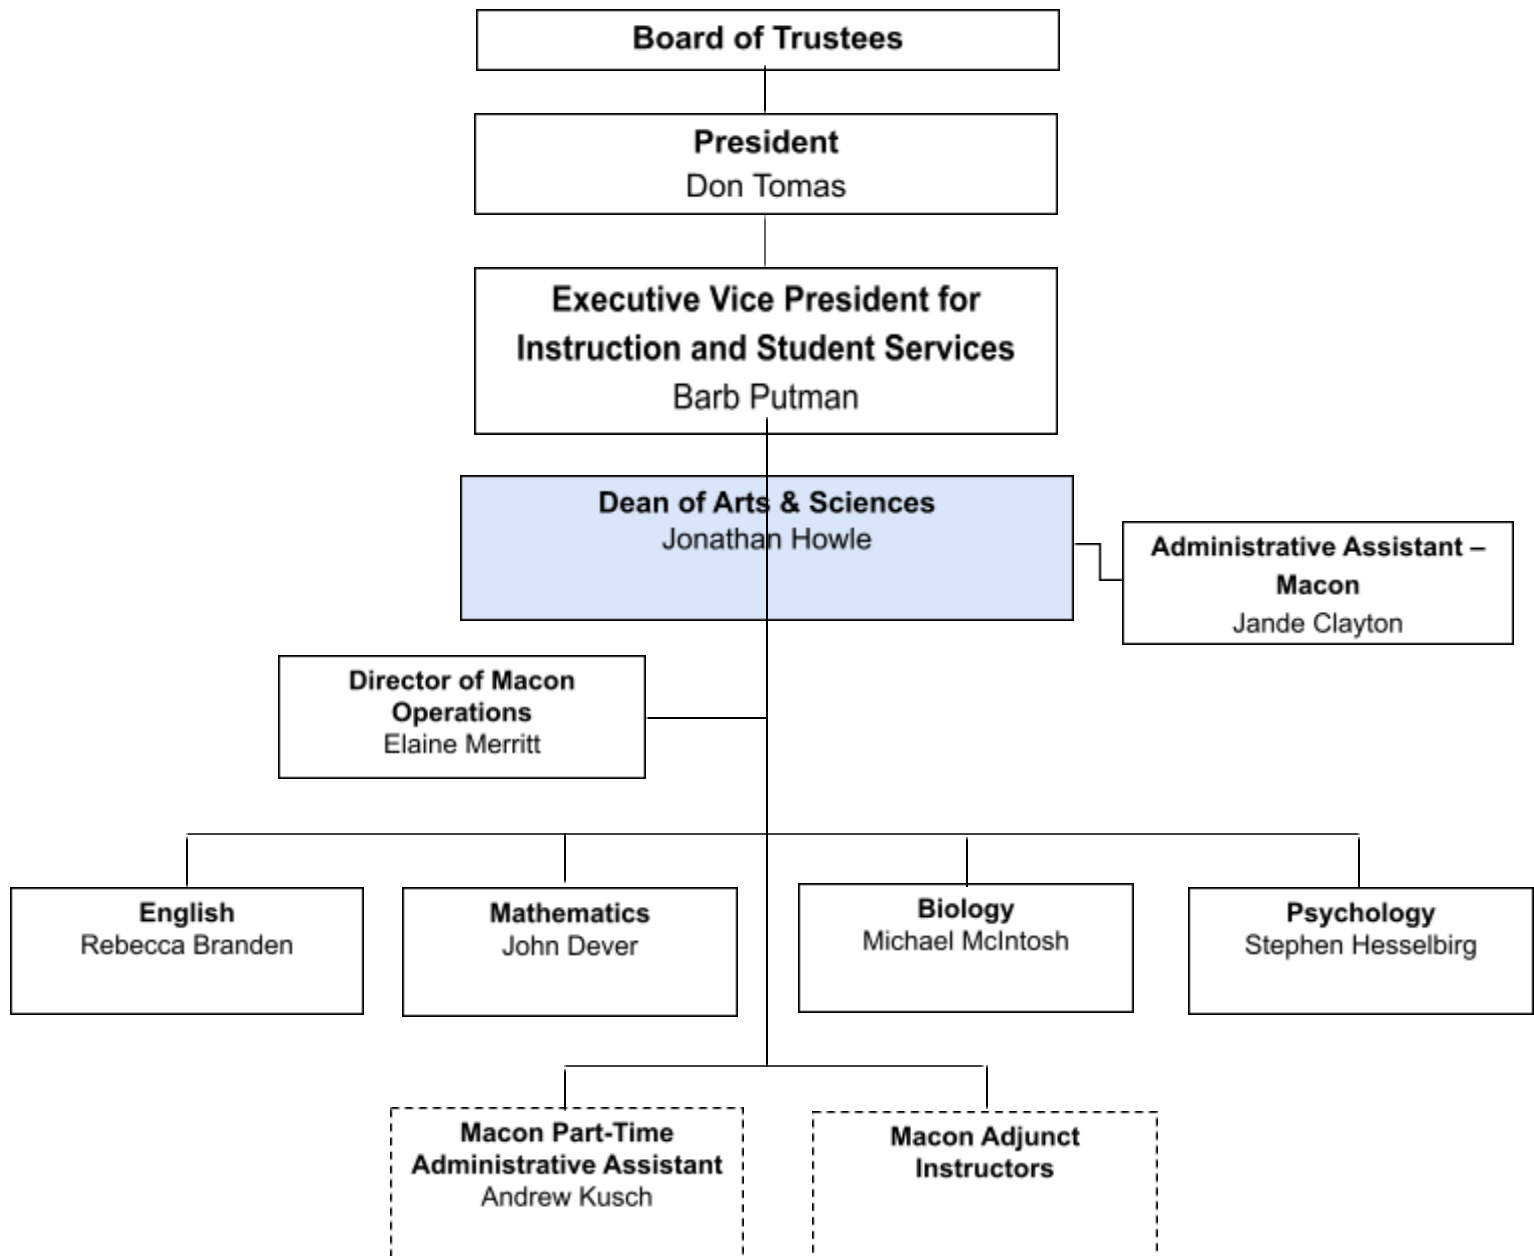 Board of Trustees
President
Don Tomas
Executive Vice President for
Instruction and Student Services
Barb Putman
Dean of Arts & Sciences
Jonathan Howle
Administrative Assistant –
Macon
Jande Clayton
Director of Macon
Operations
Elaine Merritt
English
Rebecca Branden
Mathematics
John Dever
Biology
Michael McIntosh
Psychology
Stephen Hesselbirg
Macon Part-Time
Administrative Assistant
Andrew Kusch
Macon Adjunct
Instructors